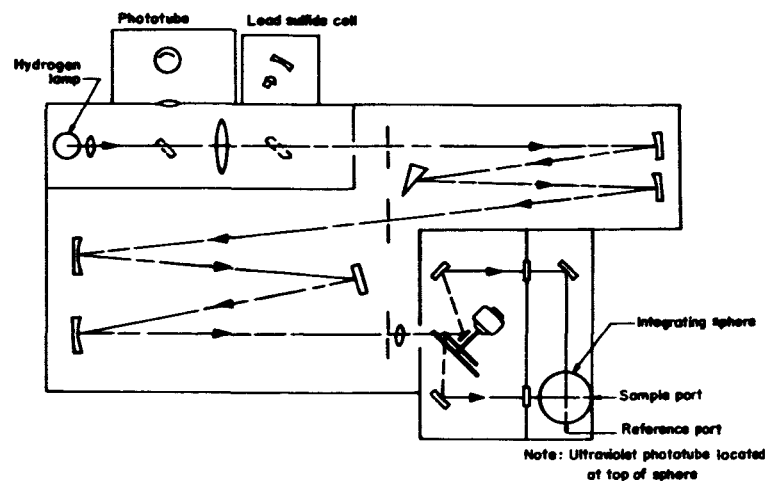 Phototube
Lead sulfide cell
Hydrogen
lamp
Integrating sphere
Sample port
Reference port
Note: Ultraviolet phototube located
at top of sphere